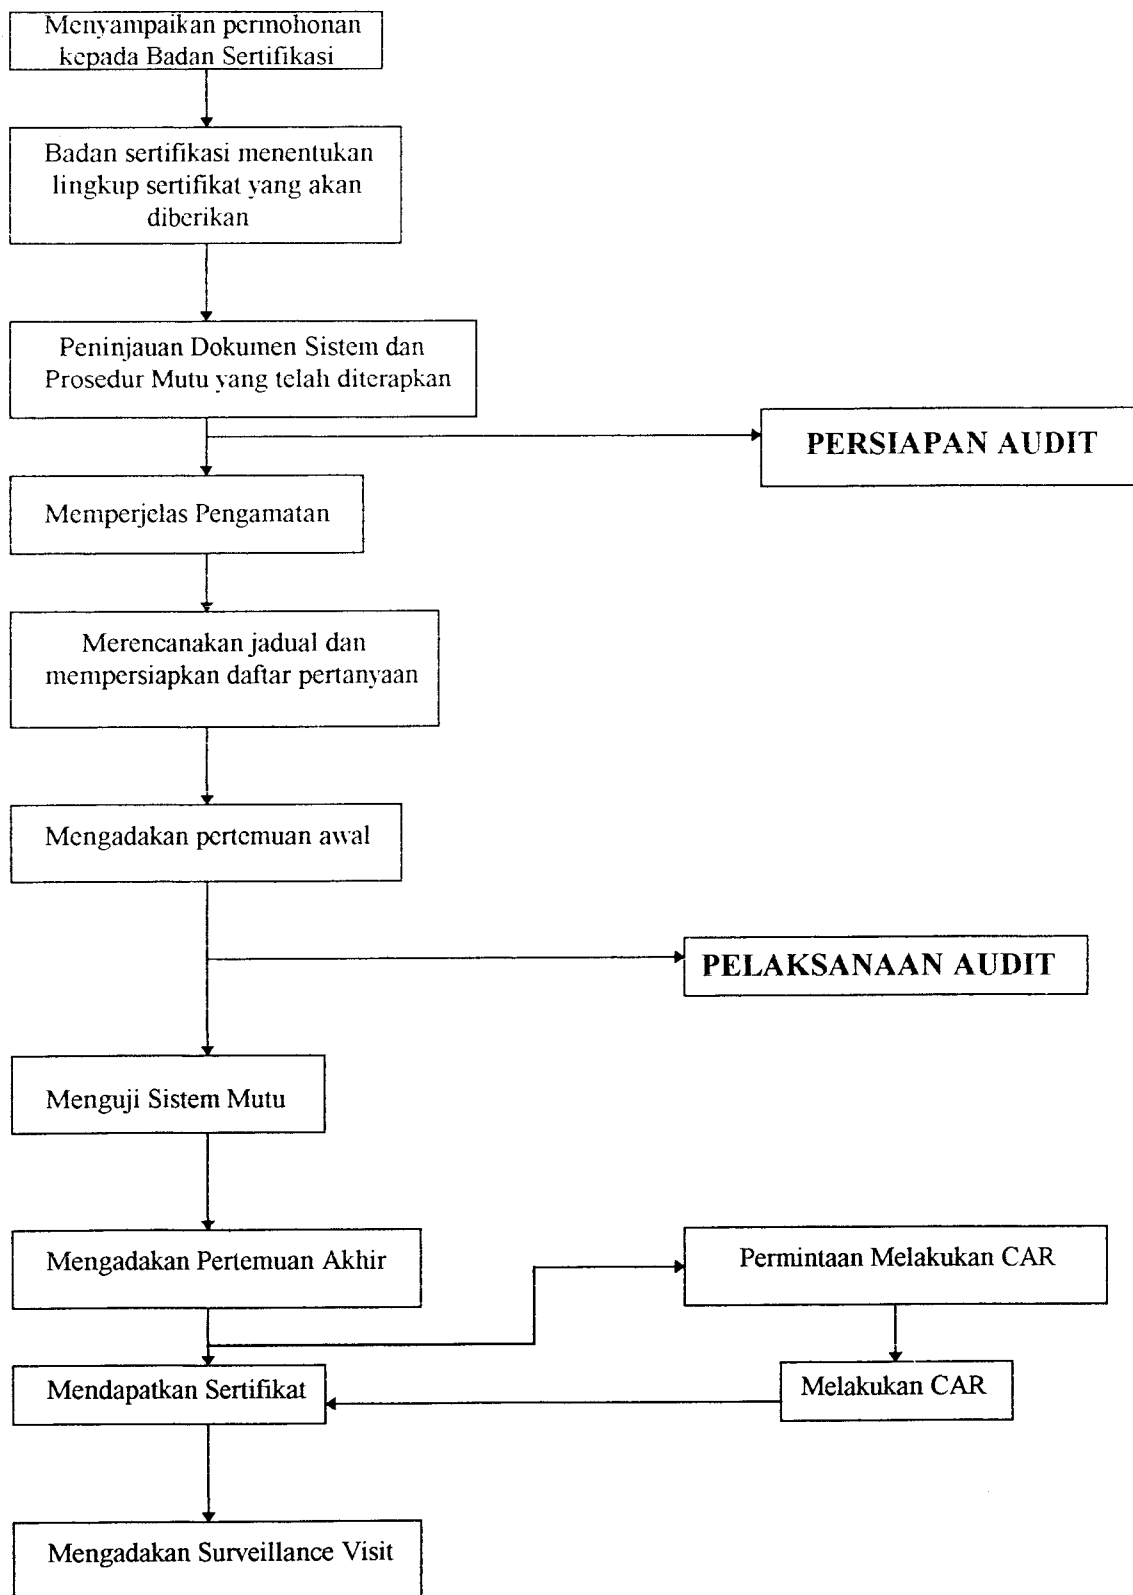 Menyampaikan permohonan
kepada Badan Sertifikasi
Badan sertifikasi menentukan
lingkup sertifikat yang akan
diberikan
Peninjauan Dokumen Sistem dan
Prosedur Mutu yang telah diterapkan
PERSIAPAN AUDIT
Memperjelas Pengamatan
Merencanakan jadual dan
mempersiapkan daftar pertanyaan
Mengadakan pertemuan awal
PELAKSANAAN AUDIT
Menguji Sistem Mutu
Mengadakan Pertemuan Akhir
Permintaan Melakukan CAR
Mendapatkan Sertifikat
Melakukan CAR
Mengadakan Surveillance Visit